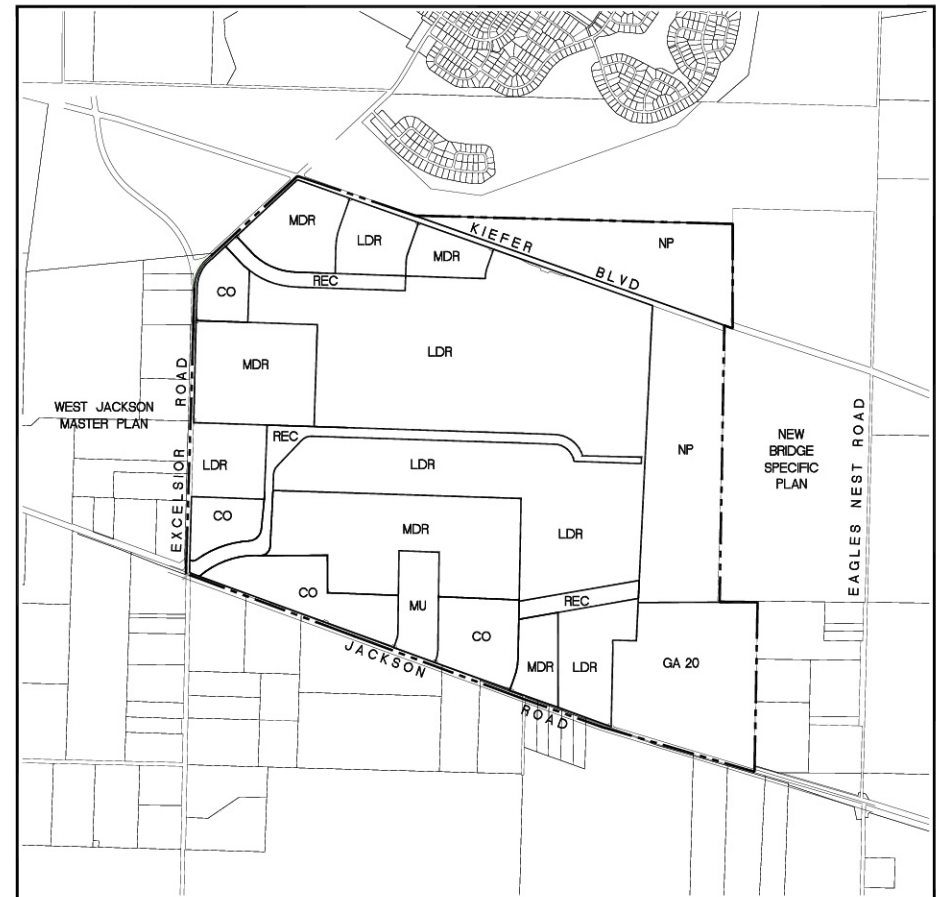 MDR
LDR
KIEFER
BLVD
MDR
NP
REC
CO
MDR
LDR
WEST JACKSON
MASTER PLAN
EXCELSIOR ROAD
REC
LDR
LDR
NP
NEW
BRIDGE
SPECIFIC
PLAN
EAGLES NEST ROAD
CO
MDR
LDR
CO
MU
REC
CO
MDR
LDR
GA 20
JACKSON
ROAD